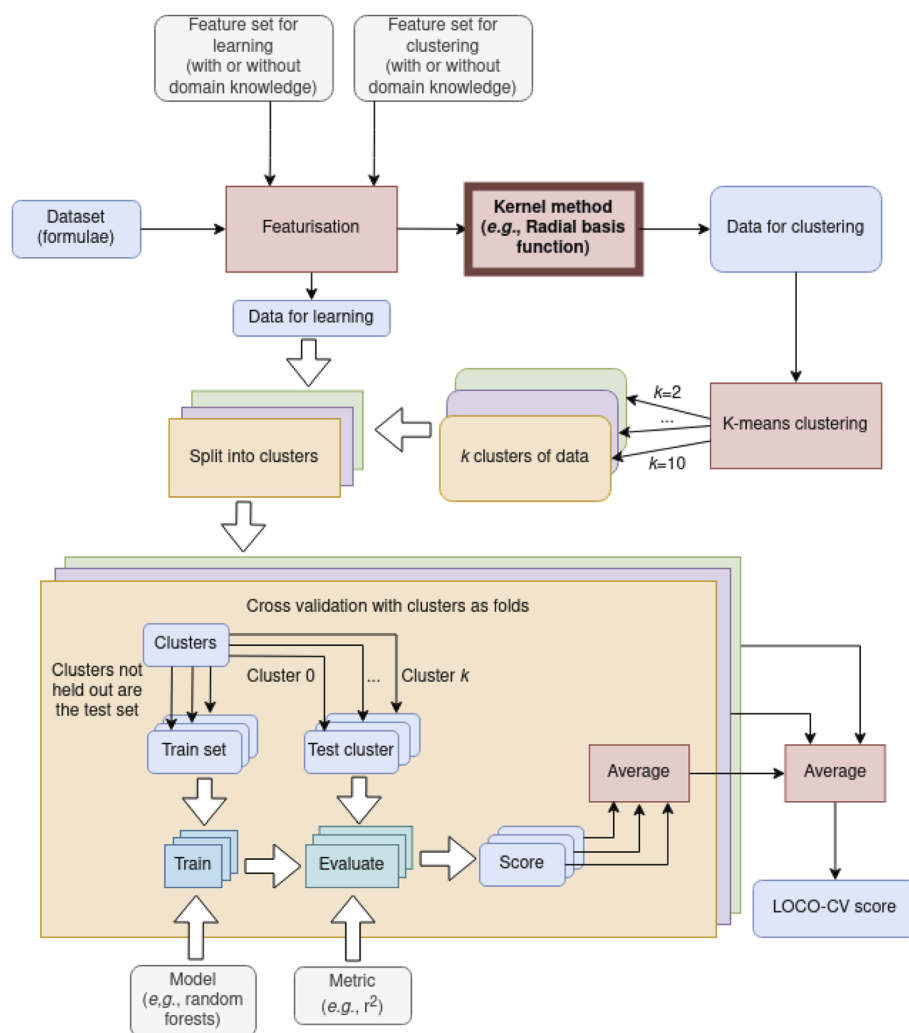 Feature set for
learning
(with or without
domain knowledge)
Feature set for
clustering
(with or without
domain knowledge)
Dataset
(formulae)
Featurisation
Kernel method
(e.g., Radial basis
function)
Data for clustering
Data for learning
Split into clusters
k clusters of data
k=2
...
k=10
K-means clustering
Cross validation with clusters as folds
Clusters
Clusters not
held out are
the test set
Cluster 0
...
Cluster k
Train set
Test cluster
Average
Average
Train
Evaluate
Score
LOCO-CV score
Model
(e,g., random
forests)
Metric
(e.g., r²)